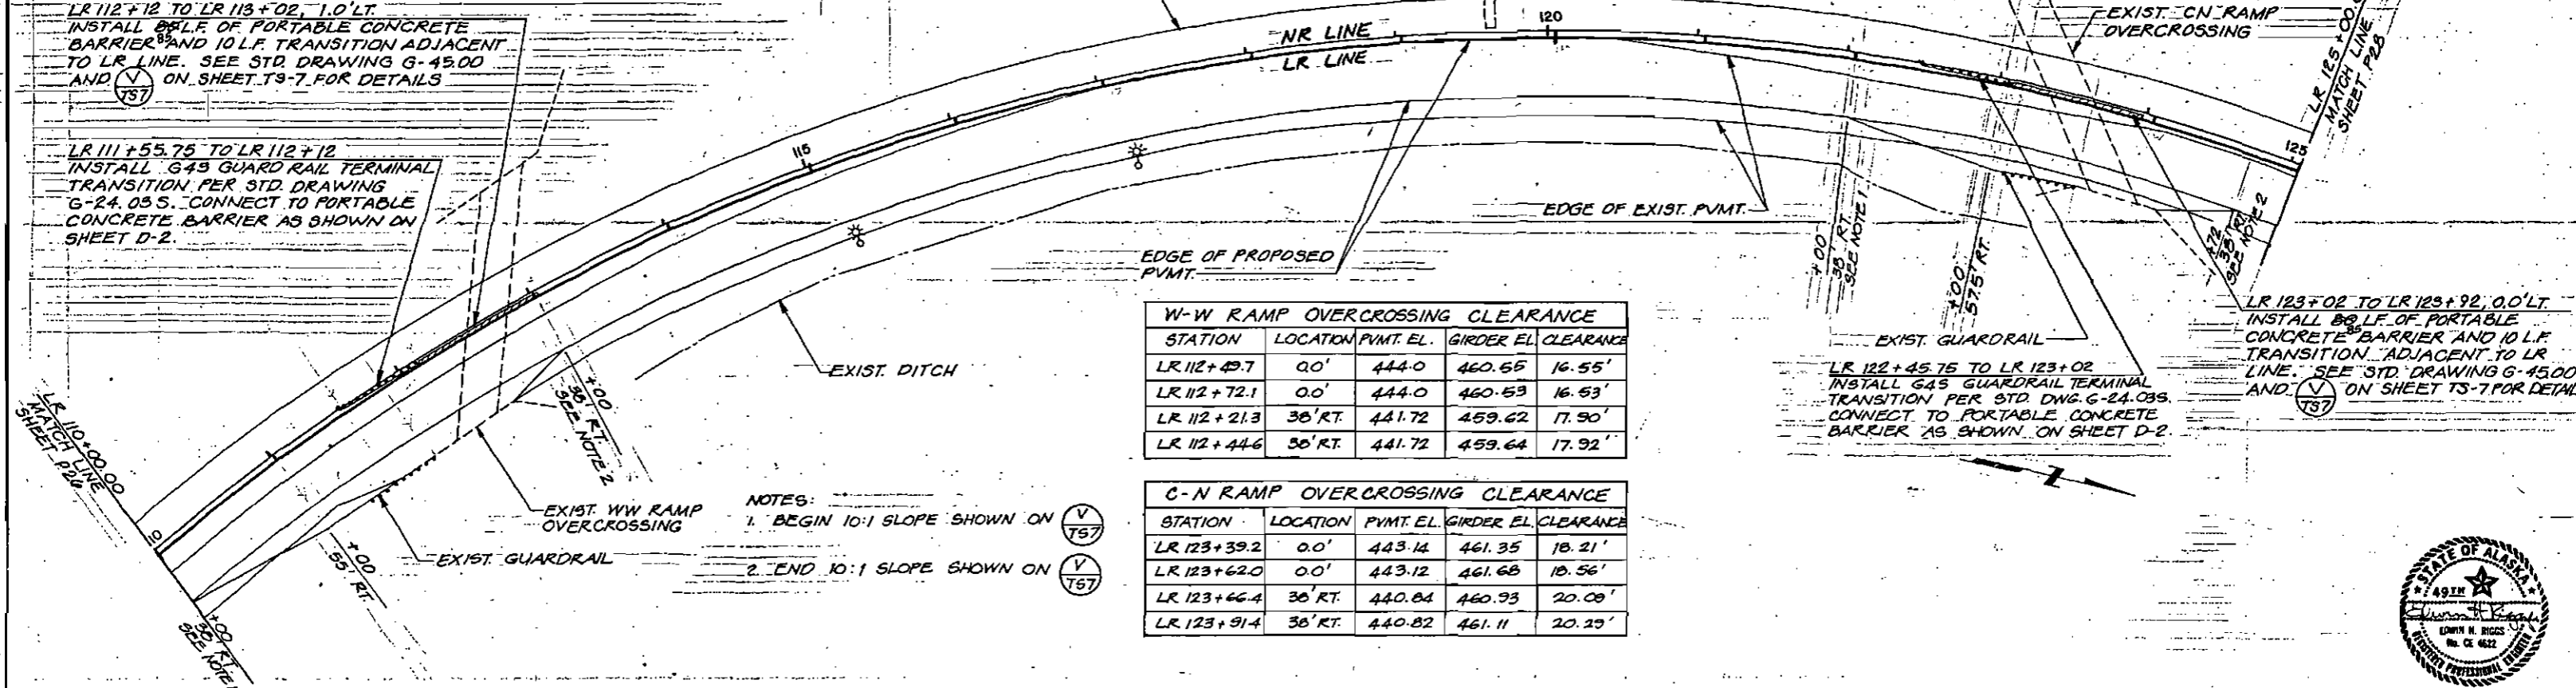 LR 112+12 TO LR 113+02, 1.0' LT.
INSTALL L.F. OF PORTABLE CONCRETE
BARRIER 85 AND 10 L.F. TRANSITION ADJACENT
TO LR LINE. SEE STD. DRAWING G-45.00
AND V ON SHEET TS-7 FOR DETAILS
TS7
LR 111+55.75 TO LR 112+12
INSTALL G4S GUARD RAIL TERMINAL
TRANSITION PER STD. DRAWING
G-24.03S. CONNECT TO PORTABLE
CONCRETE BARRIER AS SHOWN ON
SHEET D-2.
NR LINE
LR LINE
115
120
125
EXIST. CN RAMP
OVERCROSSING
LR 125+00.
MATCH LINE
SHEET P28
EDGE OF EXIST. PVMT.
EDGE OF PROPOSED
PVMT.
EXIST. DITCH
+00
38' RT.
SEE NOTE 1
+00
57.5' RT.
+72
38' RT.
SEE NOTE 2
EXIST. GUARDRAIL
LR 122+45.75 TO LR 123+02
INSTALL G4S GUARDRAIL TERMINAL
TRANSITION PER STD. DWG. G-24.03S.
CONNECT TO PORTABLE CONCRETE
BARRIER AS SHOWN ON SHEET D-2.
LR 123+02 TO LR 123+92, 0.0' LT.
INSTALL L.F. OF PORTABLE
85
CONCRETE BARRIER AND 10 L.F.
TRANSITION ADJACENT TO LR
LINE. SEE STD. DRAWING G-45.00
AND V ON SHEET TS-7 FOR DETAIL
TS7
LR 110+00.00
MATCH LINE
SHEET P26
+00
38' RT.
SEE NOTE 2
EXIST. WW RAMP
OVERCROSSING
EXIST. GUARDRAIL
+00
55' RT.
+00
38' RT.
SEE NOTE
NOTES:
1. BEGIN 10:1 SLOPE SHOWN ON V
TS7
2. END 10:1 SLOPE SHOWN ON V
TS7
W-W RAMP OVERCROSSING CLEARANCE
STATION LOCATION PVMT. EL. GIRDER EL. CLEARANCE
LR 112+49.7 0.0' 444.0 460.55 16.55'
LR 112+72.1 0.0' 444.0 460.53 16.53'
LR 112+21.3 38' RT. 441.72 459.62 17.90'
LR 112+44.6 38' RT. 441.72 459.64 17.92'
C-N RAMP OVERCROSSING CLEARANCE
STATION LOCATION PVMT. EL. GIRDER EL. CLEARANCE
LR 123+39.2 0.0' 443.14 461.35 18.21'
LR 123+62.0 0.0' 443.12 461.68 18.56'
LR 123+66.4 38' RT. 440.84 460.93 20.09'
LR 123+91.4 38' RT. 440.82 461.11 20.29'
STATE OF ALASKA
49TH
EDWIN H. RIGGS
No. CE 4622
REGISTERED PROFESSIONAL ENGINEER